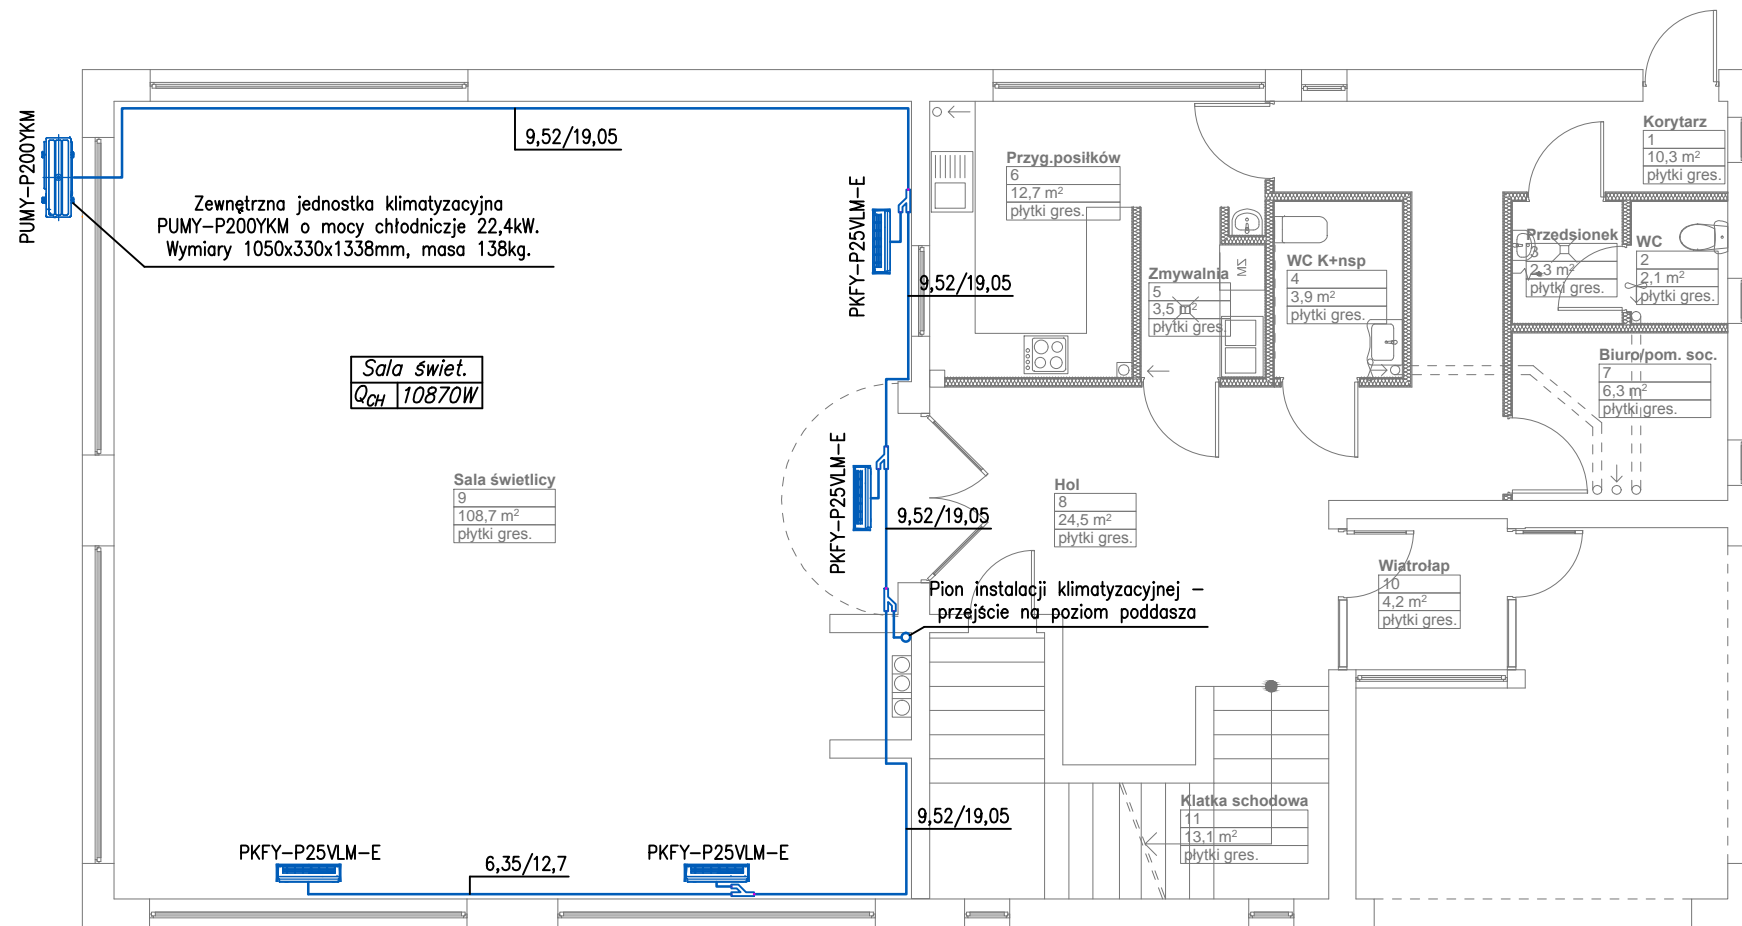 PUMY-P200YKM
9,52/19,05
Zewnętrzna jednostka klimatyzacyjna
PUMY-P200YKM o mocy chłodnicze 22,4kW.
Wymiary 1050x330x1338mm, masa 138kg.
PKFY-P25VLM-E
9,52/19,05
Sala świet.
QCH 10870W
Sala świetlicy
9
108,7 m²
płytki gres.
PKFY-P25VLM-E
9,52/19,05
Pion instalacji klimatyzacyjnej –
przejście na poziom poddasza
9,52/19,05
PKFY-P25VLM-E
6,35/12,7
PKFY-P25VLM-E
Przyg.posiłków
6
12,7 m²
płytki gres.
Zmywalnia
5
3,5 m²
płytki gres.
ZM
WC K+nsp
4
3,9 m²
płytki gres.
Korytarz
1
10,3 m²
płytki gres.
Przedsionek
3
2,3 m²
płytki gres.
WC
2
2,1 m²
płytki gres.
Biuro/pom. soc.
7
6,3 m²
płytki gres.
Hol
8
24,5 m²
płytki gres.
Wiatrołap
10
4,2 m²
płytki gres.
Klatka schodowa
11
13,1 m²
płytki gres.